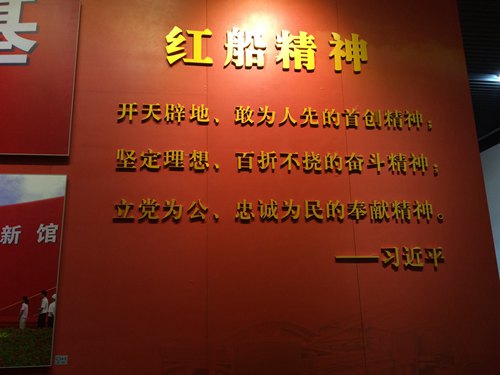 基
红船精神
开天辟地、敢为人先的首创精神；
坚定理想、百折不挠的奋斗精神；
立党为公、忠诚为民的奉献精神。
——习近平
新馆